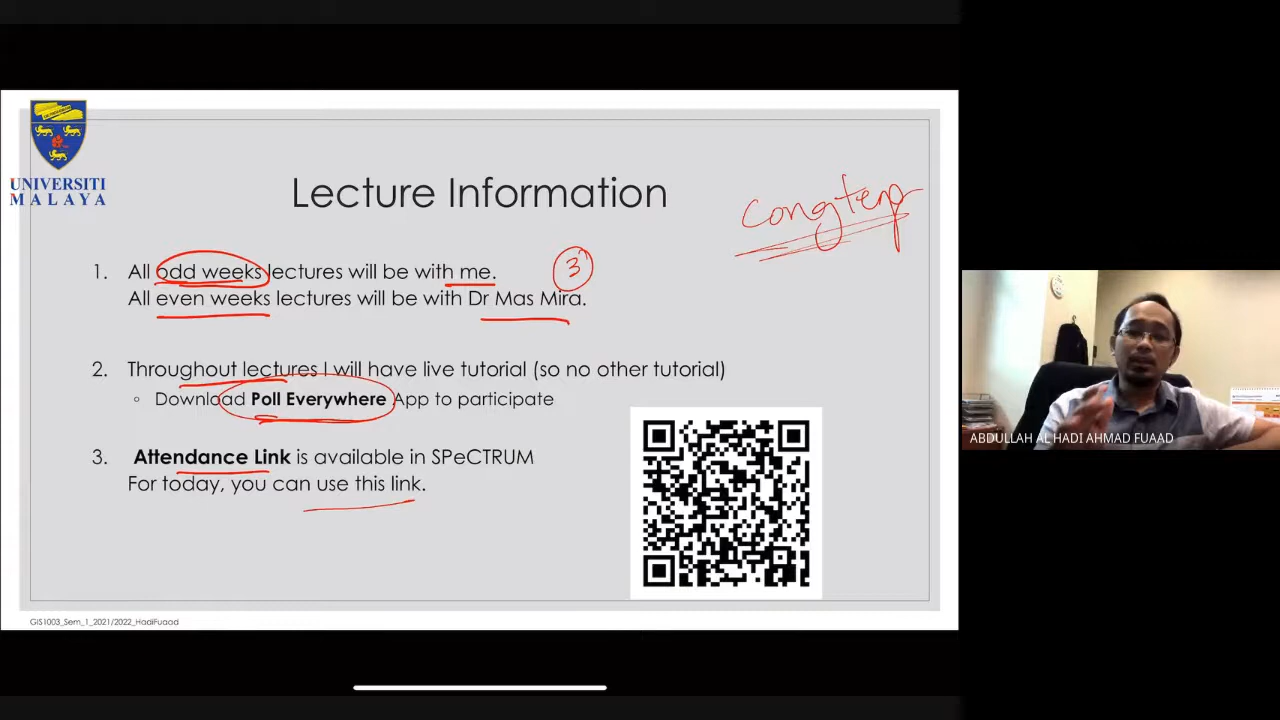 UNIVERSITI
MALAYA
Lecture Information
congtenp
1. All odd weeks lectures will be with me.
3
All even weeks lectures will be with Dr Mas Mira.
2. Throughout lectures I will have live tutorial (so no other tutorial)
◦ Download Poll Everywhere App to participate
3. Attendance Link is available in SPeCTRUM
For today, you can use this link.
GIS1003_Sem_1_2021/2022_HadiFuaad
ABDULLAH AL HADI AHMAD FUAAD